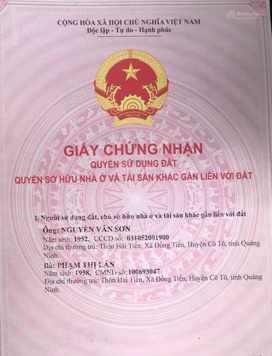 CỘNG HÒA XÃ HỘI CHỦ NGHĨA VIỆT NAM
Độc lập - Tự do - Hạnh phúc
GIẤY CHỨNG NHẬN
QUYỀN SỬ DỤNG ĐẤT
QUYỀN SỞ HỮU NHÀ Ở VÀ TÀI SẢN KHÁC GẮN LIỀN VỚI ĐẤT
I. Người sử dụng đất, chủ sở hữu nhà ở và tài sản khác gắn liền với đất
Ông: NGUYỄN VĂN SƠN
Năm sinh: 1952, CCCD số: 031052001900
Địa chỉ thường trú: Thôn Hải Tiến, Xã Đồng Tiến, Huyện Cô Tô, tỉnh Quảng
Ninh.
Bà: PHẠM THỊ LAN
Năm sinh: 1958, CMND số: 100693047
Địa chỉ thường trú: Thôn Hải Tiến, Xã Đồng Tiến, Huyện Cô Tô, tỉnh Quảng
Ninh.